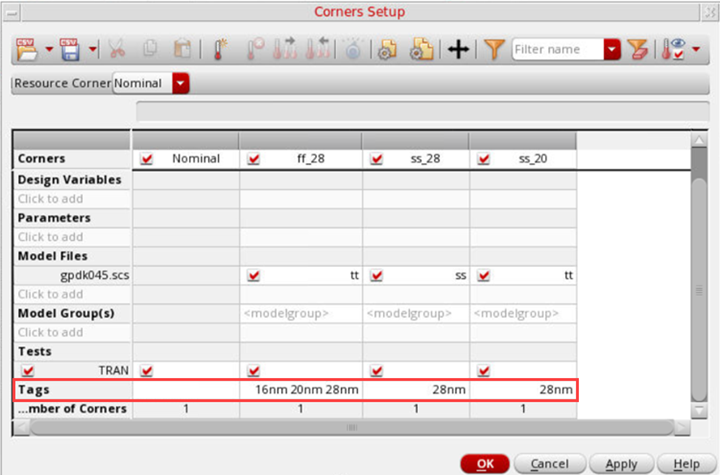 Corners Setup
Filter name
Resource Corner Nominal
Corners Nominal ff_28 ss_28 ss_20
Design Variables
Click to add
Parameters
Click to add
Model Files
gpdk045.scs tt ss tt
Click to add
Model Group(s) <modelgroup> <modelgroup> <modelgroup>
Click to add
Tests
TRAN
Tags 16nm 20nm 28nm 28nm 28nm
...mber of Corners 1 1 1 1
OK Cancel Apply Help